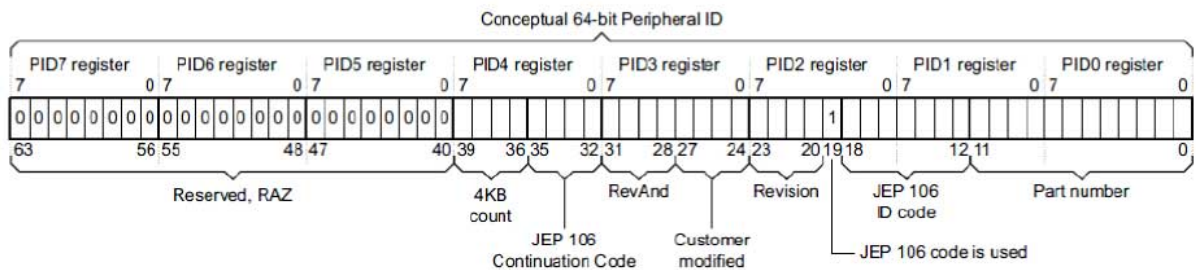 Conceptual 64-bit Peripheral ID
PID7 register PID6 register PID5 register PID4 register PID3 register PID2 register PID1 register PID0 register
7 0 7 0 7 0 7 0 7 0 7 0 7 0 7 0
0 0 0 0 0 0 0 0 0 0 0 0 0 0 0 0 0 0 0 0 0 0 0 0 1
63 56 55 48 47 40 39 36 35 32 31 28 27 24 23 20 19 18 12 11 0
Reserved, RAZ 4KB count RevAnd Revision JEP 106 ID code Part number
JEP 106 Continuation Code Customer modified JEP 106 code is used